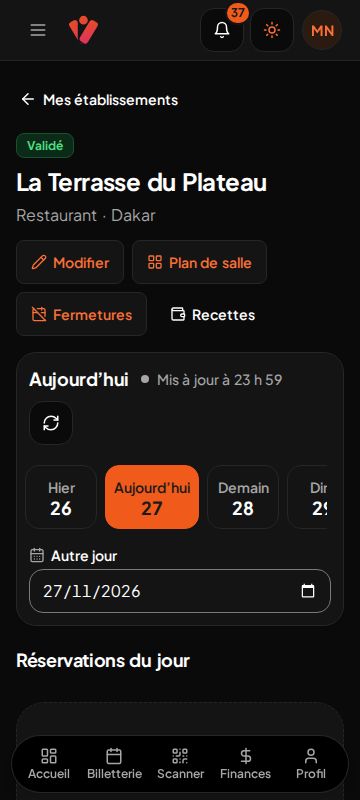 37
MN
Mes établissements
Validé
La Terrasse du Plateau
Restaurant · Dakar
Modifier
Plan de salle
Fermetures
Recettes
Aujourd’hui
Mis à jour à 23 h 59
Hier
26
Aujourd’hui
27
Demain
28
Autre jour
27/11/2026
Réservations du jour
Accueil
Billetterie
Scanner
Finances
Profil